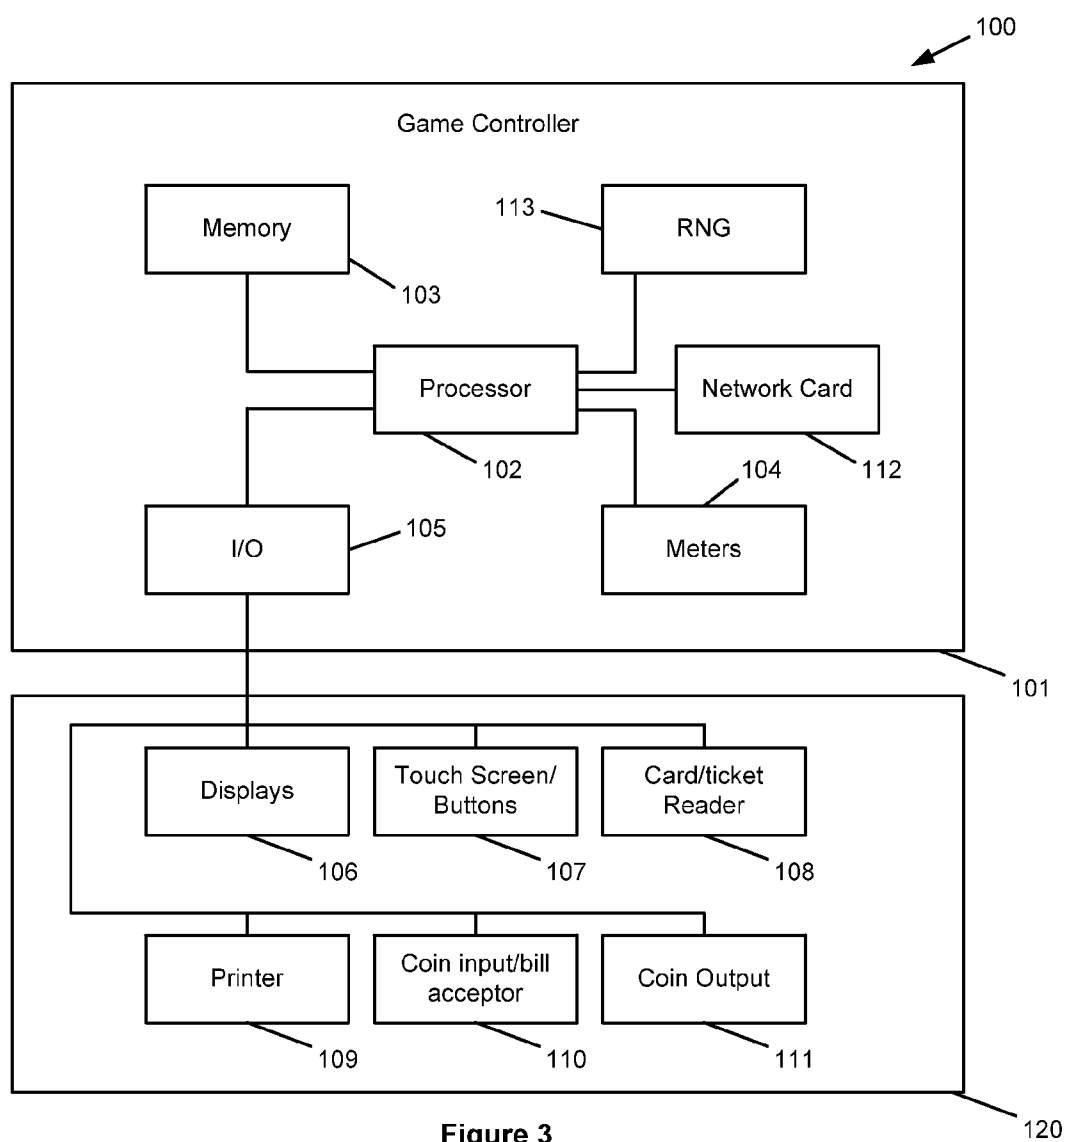 100
Game Controller
Memory
113
RNG
103
Processor
Network Card
102
104
112
I/O
105
Meters
101
Displays
Touch Screen/
Buttons
Card/ticket
Reader
106
107
108
Printer
Coin input/bill
acceptor
Coin Output
109
110
111
120
Figure 3